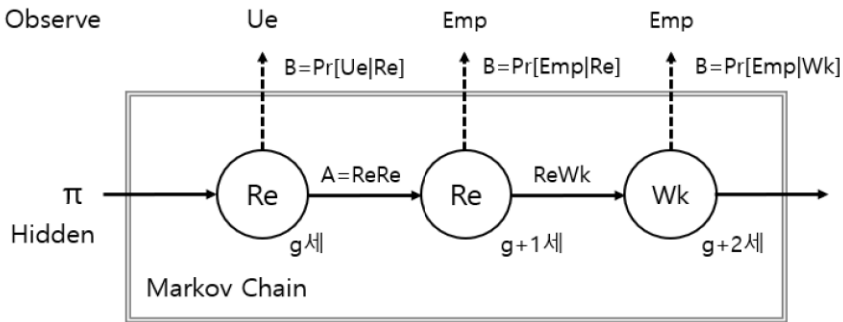 Observe Ue Emp Emp
B=Pr[Ue|Re] B=Pr[Emp|Re] B=Pr[Emp|Wk]
A=ReRe ReWk
π Re Re Wk
Hidden
g세 g+1세 g+2세
Markov Chain